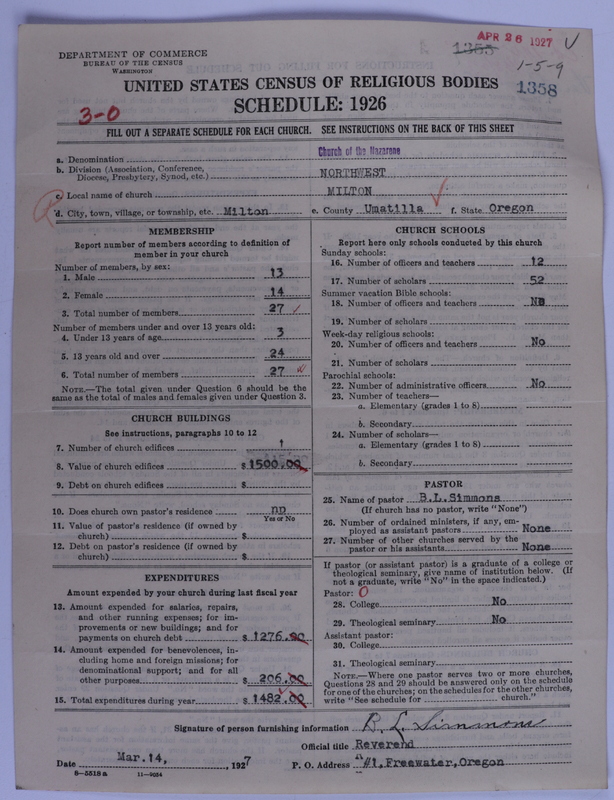 APR 26 1927
1355
1-5-9
1358
DEPARTMENT OF COMMERCE
BUREAU OF THE CENSUS
WASHINGTON
UNITED STATES CENSUS OF RELIGIOUS BODIES
SCHEDULE: 1926
3-0
FILL OUT A SEPARATE SCHEDULE FOR EACH CHURCH. SEE INSTRUCTIONS ON THE BACK OF THIS SHEET
a. Denomination Church of the Nazarene
b. Division (Association, Conference, Diocese, Presbytery, Synod, etc.) NORTHWEST
c. Local name of church MILTON
d. City, town, village, or township, etc. Milton e. County Umatilla f. State Oregon
MEMBERSHIP
Report number of members according to definition of
member in your church
Number of members, by sex:
1. Male 13
2. Female 14
3. Total number of members 27
Number of members under and over 13 years old:
4. Under 13 years of age 3
5. 13 years old and over 24
6. Total number of members 27
NOTE.—The total given under Question 6 should be the
same as the total of males and females given under Question 3.
CHURCH BUILDINGS
See instructions, paragraphs 10 to 12
7. Number of church edifices 1
8. Value of church edifices $ 1500.00
9. Debt on church edifices $
10. Does church own pastor's residence no
Yes or No
11. Value of pastor's residence (if owned by
church) $
12. Debt on pastor's residence (if owned by
church) $
EXPENDITURES
Amount expended by your church during last fiscal year
13. Amount expended for salaries, repairs,
and other running expenses; for im-
provements or new buildings; and for
payments on church debt $ 1276.00
14. Amount expended for benevolences, in-
cluding home and foreign missions; for
denominational support; and for all
other purposes $ 206.00
15. Total expenditures during year $ 1482.00
CHURCH SCHOOLS
Report here only schools conducted by this church
Sunday schools:
16. Number of officers and teachers 12
17. Number of scholars 52
Summer vacation Bible schools:
18. Number of officers and teachers No
19. Number of scholars
Week-day religious schools:
20. Number of officers and teachers No
21. Number of scholars
Parochial schools:
22. Number of administrative officers No
23. Number of teachers—
a. Elementary (grades 1 to 8)
b. Secondary
24. Number of scholars—
a. Elementary (grades 1 to 8)
b. Secondary
PASTOR
25. Name of pastor B.L.Simmons
(If church has no pastor, write "None")
26. Number of ordained ministers, if any, em-
ployed as assistant pastors None
27. Number of other churches served by the
pastor or his assistants None
If pastor (or assistant pastor) is a graduate of a college or
theological seminary, give name of institution below. (If
not a graduate, write "No" in the space indicated.)
Pastor: 0
28. College No
29. Theological seminary No
Assistant pastor:
30. College
31. Theological seminary
NOTE.—Where one pastor serves two or more churches,
Questions 28 and 29 should be answered only on the schedule
for one of the churches; on the schedules for the other churches,
write "See schedule for church."
Signature of person furnishing information B. L. Simmons
Official title Reverend
Date Mar.14, 1927 P. O. Address #1, Freewater,Oregon
8—5518a 11—9034